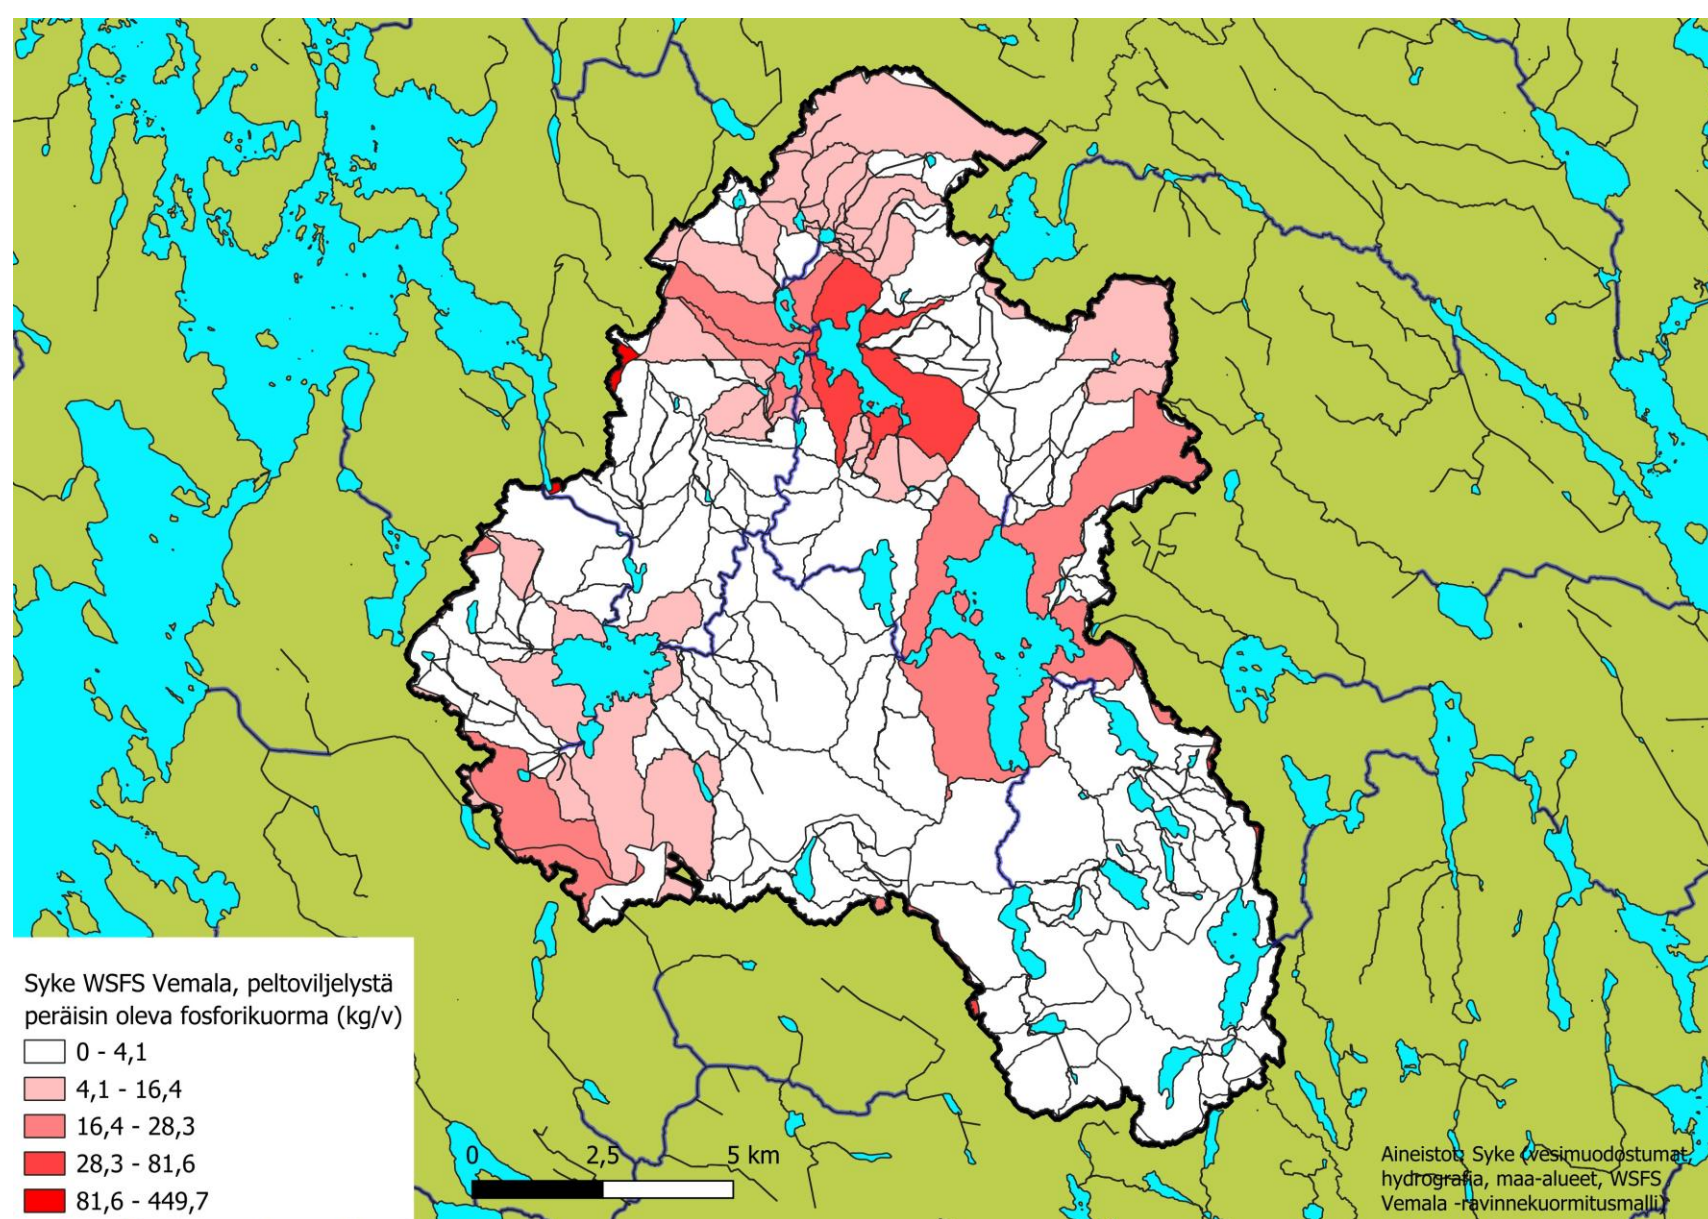 Syke WSFS Vemala, peltoviljelystä
peräisin oleva fosforikuorma (kg/v)
0 - 4,1
4,1 - 16,4
16,4 - 28,3
28,3 - 81,6
81,6 - 449,7
0 2,5 5 km
Aineistot: Syke (vesimuodostumat,
hydrografia, maa-alueet, WSFS
Vemala -ravinnekuormitusmalli)